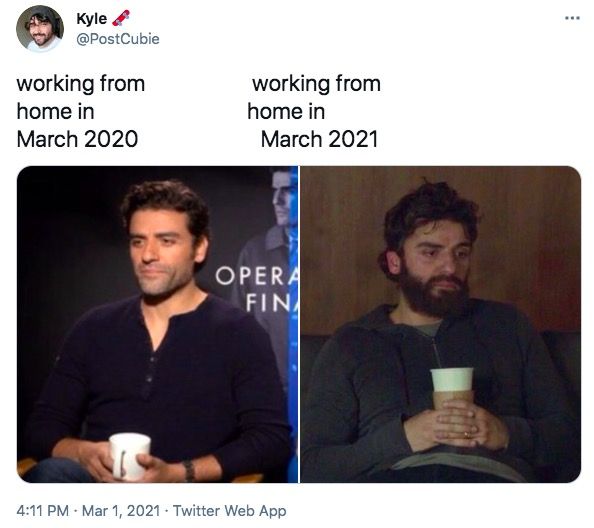 Kyle 🛹
@PostCubie
working from
home in
March 2020
working from
home in
March 2021
OPERA
FINA
4:11 PM · Mar 1, 2021 · Twitter Web App